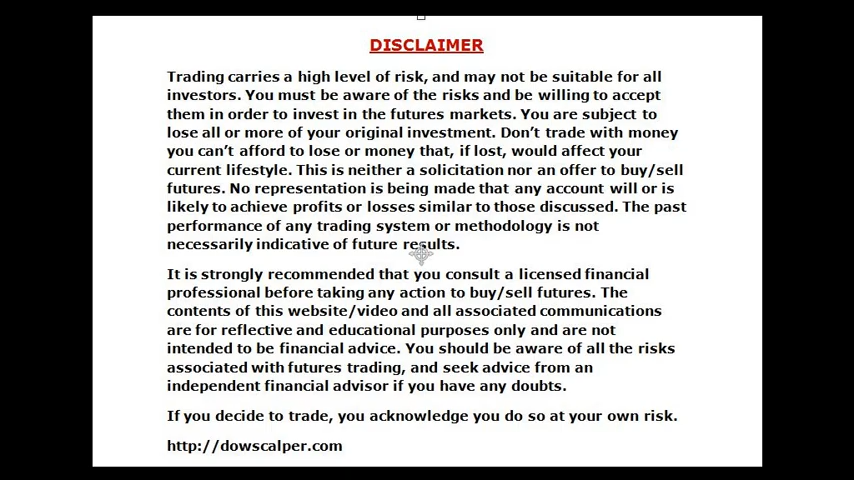 DISCLAIMER
Trading carries a high level of risk, and may not be suitable for all
investors. You must be aware of the risks and be willing to accept
them in order to invest in the futures markets. You are subject to
lose all or more of your original investment. Don't trade with money
you can't afford to lose or money that, if lost, would affect your
current lifestyle. This is neither a solicitation nor an offer to buy/sell
futures. No representation is being made that any account will or is
likely to achieve profits or losses similar to those discussed. The past
performance of any trading system or methodology is not
necessarily indicative of future results.
It is strongly recommended that you consult a licensed financial
professional before taking any action to buy/sell futures. The
contents of this website/video and all associated communications
are for reflective and educational purposes only and are not
intended to be financial advice. You should be aware of all the risks
associated with futures trading, and seek advice from an
independent financial advisor if you have any doubts.
If you decide to trade, you acknowledge you do so at your own risk.
http://dowscalper.com